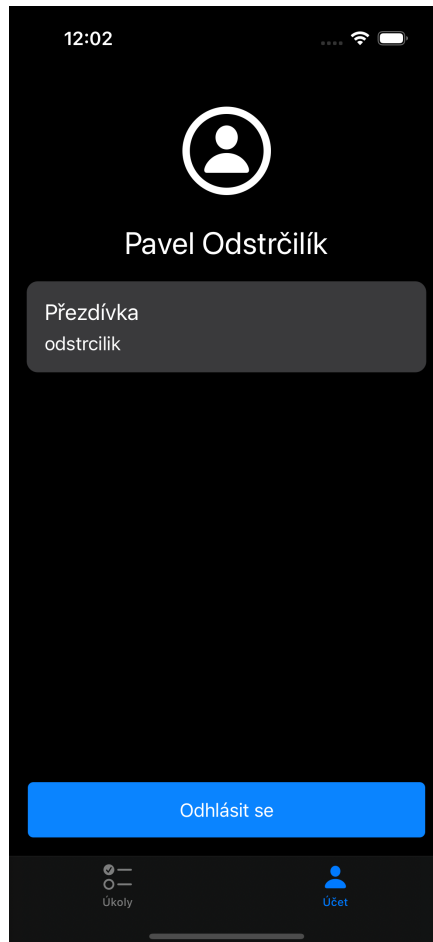 12:02
Pavel Odstrčilík
Přezdívka
odstrcilik
Odhlásit se
Úkoly
Účet